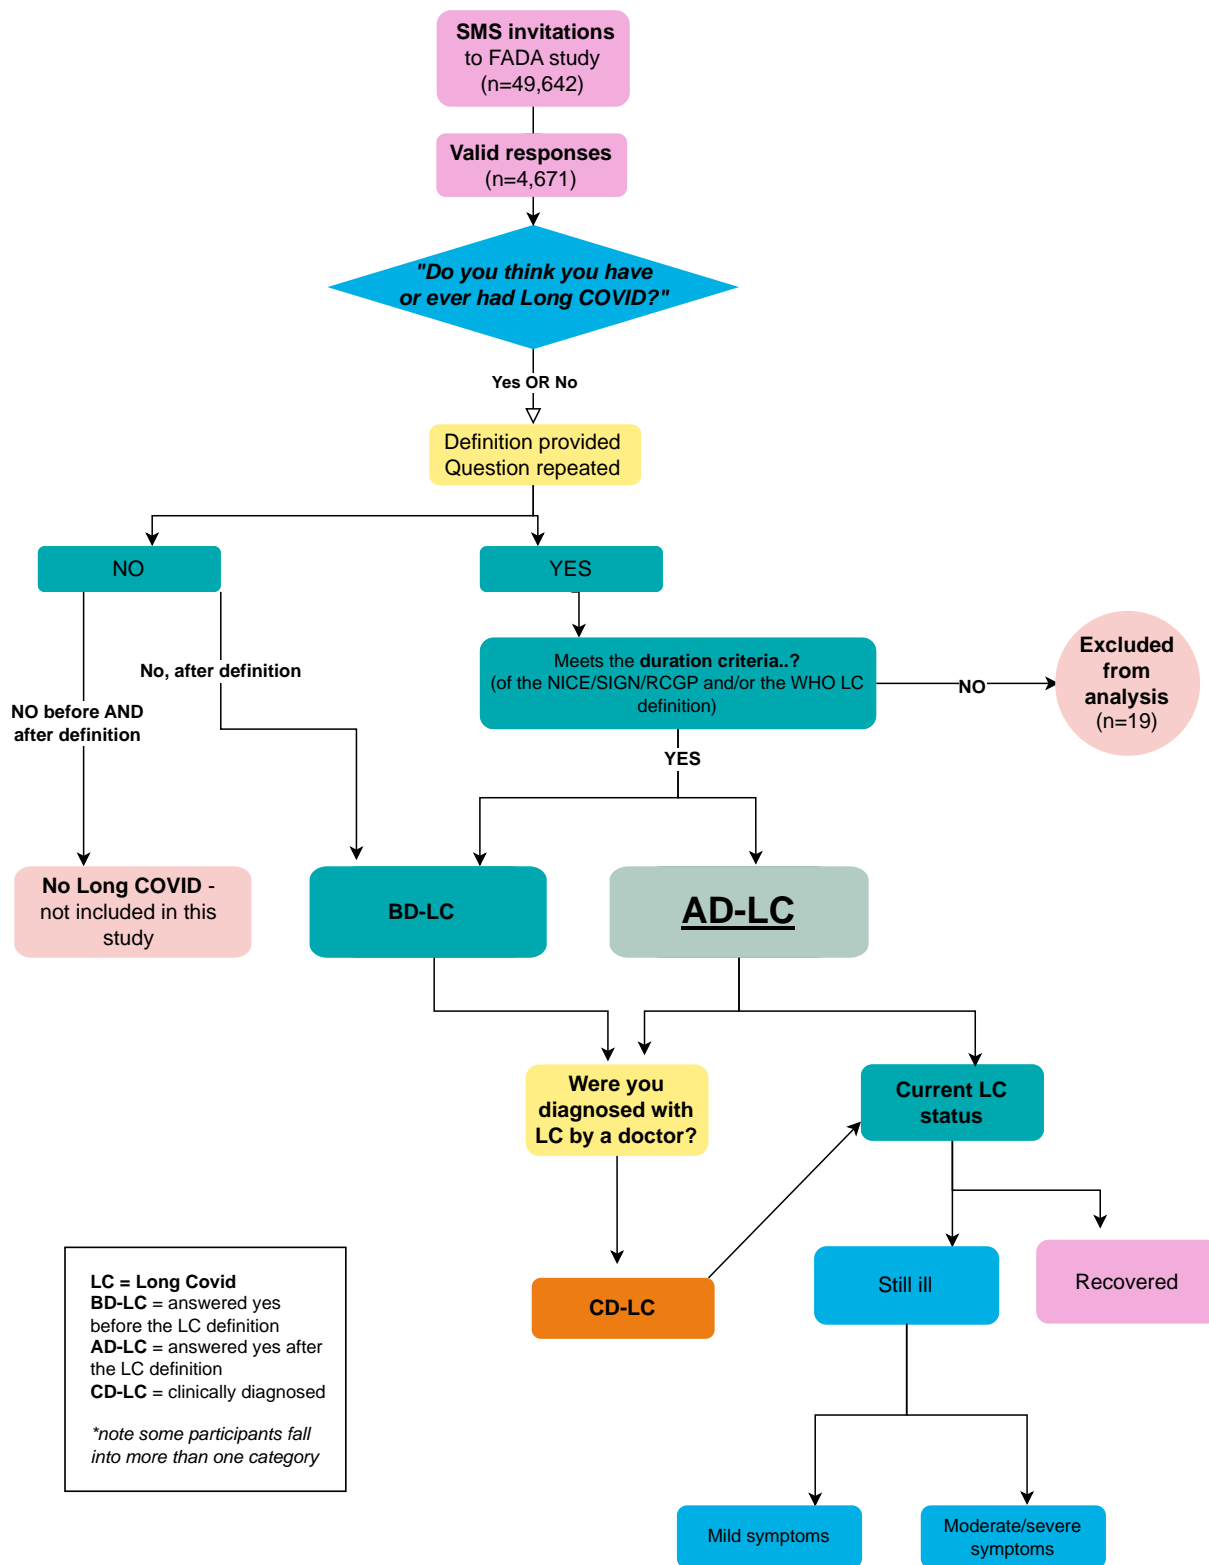 SMS invitations
to FADA study
(n=49,642)
Valid responses
(n=4,671)
"Do you think you have
or ever had Long COVID?"
Yes OR No
Definition provided
Question repeated
NO
YES
Meets the duration criteria..?
(of the NICE/SIGN/RCGP and/or the WHO LC
definition)
NO
Excluded
from
analysis
(n=19)
No, after definition
NO before AND
after definition
YES
No Long COVID -
not included in this
study
BD-LC
AD-LC
Were you
diagnosed with
LC by a doctor?
Current LC
status
CD-LC
Still ill
Recovered
LC = Long Covid
BD-LC = answered yes
before the LC definition
AD-LC = answered yes after
the LC definition
CD-LC = clinically diagnosed
*note some participants fall
into more than one category
Mild symptoms
Moderate/severe
symptoms